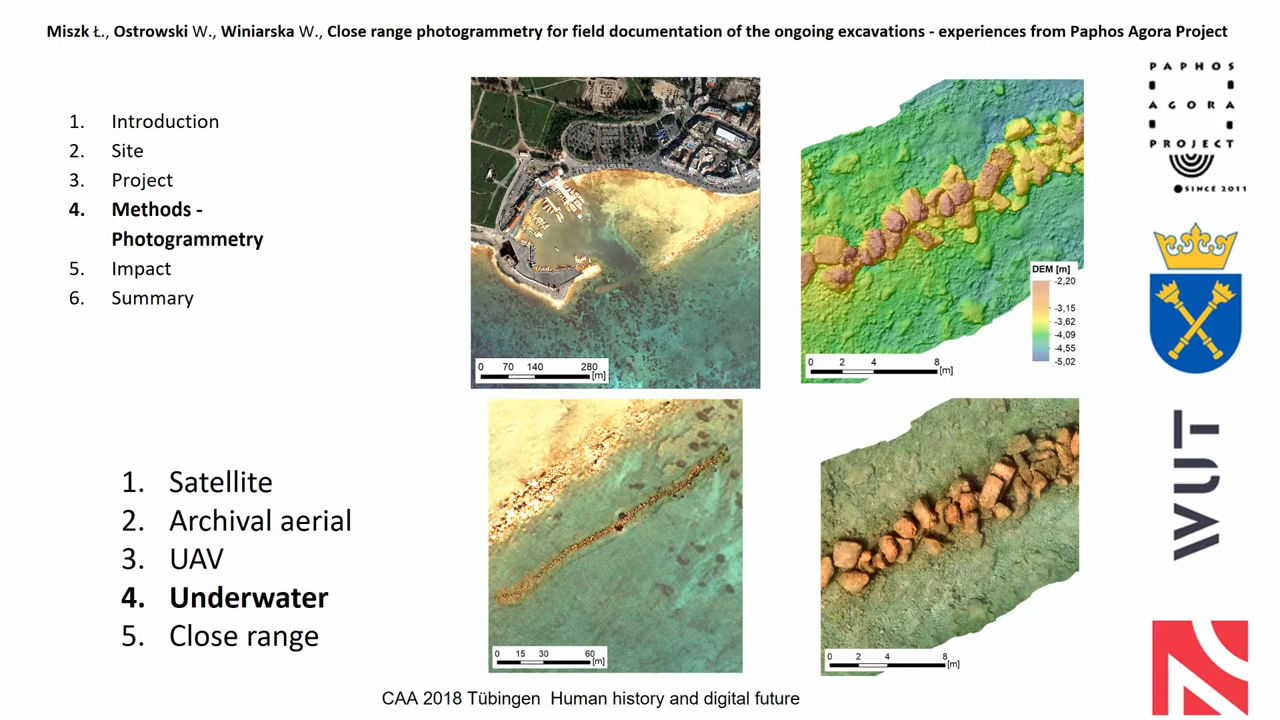 Miszk Ł., Ostrowski W., Winiarska W., Close range photogrammetry for field documentation of the ongoing excavations - experiences from Paphos Agora Project
1. Introduction
2. Site
3. Project
4. Methods -
Photogrammetry
5. Impact
6. Summary
1. Satellite
2. Archival aerial
3. UAV
4. Underwater
5. Close range
0 70 140 280
[m]
DEM [m]
-2,20
-3,15
-3,62
-4,09
-4,55
-5,02
0 2 4 8
[m]
0 15 30 60
[m]
0 2 4 8
[m]
PAPHOS
AGORA
PROJECT
SINCE 2011
WUT
CAA 2018 Tübingen Human history and digital future